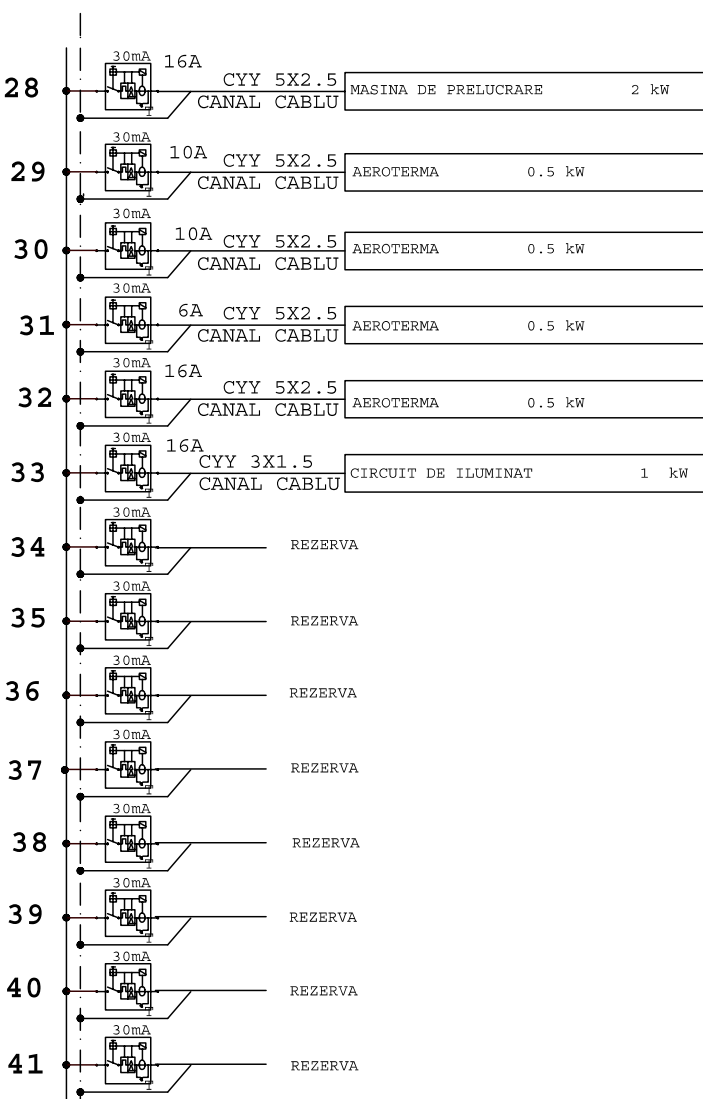 30mA 16A
28 CYY 5X2.5 MASINA DE PRELUCRARE 2 kW
CANAL CABLU
30mA 10A
29 CYY 5X2.5 AEROTERMA 0.5 kW
CANAL CABLU
30mA 10A
30 CYY 5X2.5 AEROTERMA 0.5 kW
CANAL CABLU
30mA
31 6A CYY 5X2.5 AEROTERMA 0.5 kW
CANAL CABLU
30mA 16A
32 CYY 5X2.5 AEROTERMA 0.5 kW
CANAL CABLU
30mA 16A
33 CYY 3X1.5 CIRCUIT DE ILUMINAT 1 kW
CANAL CABLU
30mA
34 REZERVA
30mA
35 REZERVA
30mA
36 REZERVA
30mA
37 REZERVA
30mA
38 REZERVA
30mA
39 REZERVA
30mA
40 REZERVA
30mA
41 REZERVA